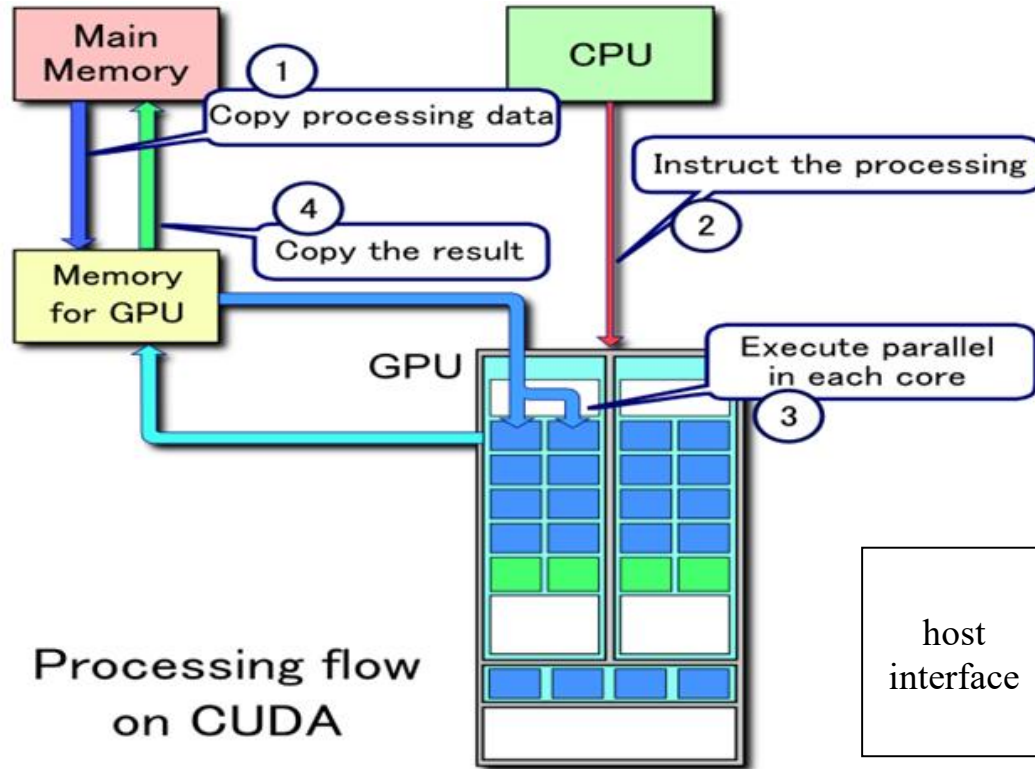 Main
Memory
CPU
1
Copy processing data
Instruct the processing
2
4
Copy the result
Memory
for GPU
GPU
Execute parallel
in each core
3
host
interface
Processing flow
on CUDA